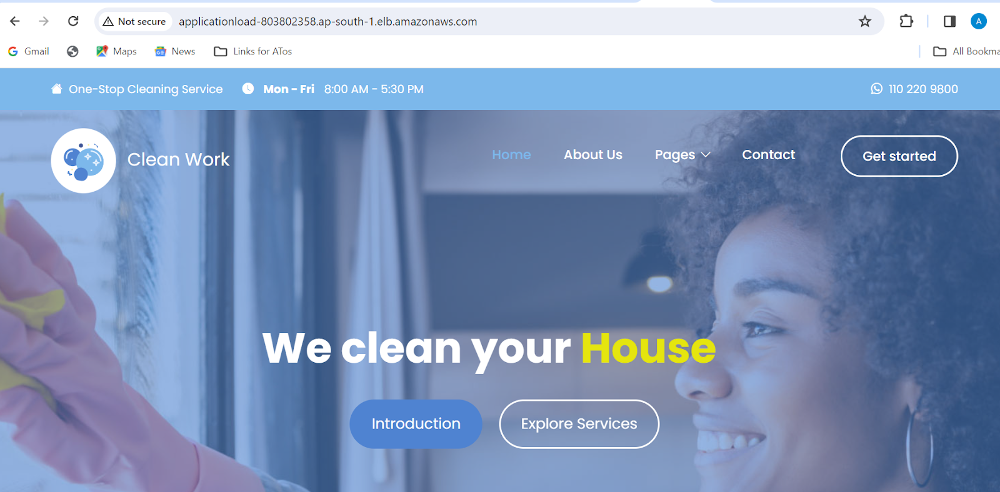 Not secure applicationload-803802358.ap-south-1.elb.amazonaws.com A
Gmail Maps News Links for ATos All Bookma
One-Stop Cleaning Service Mon - Fri 8:00 AM - 5:30 PM 110 220 9800
Clean Work Home About Us Pages Contact Get started
We clean your House
Introduction Explore Services